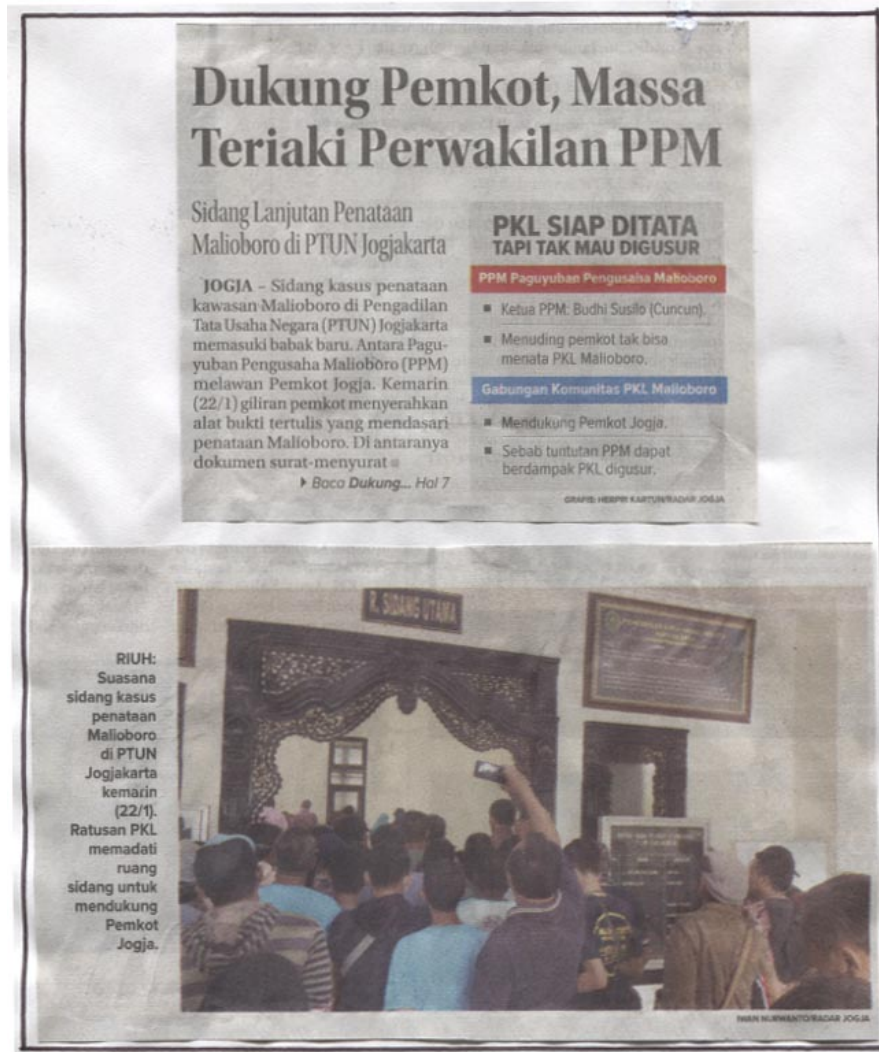 Dukung Pemkot, Massa
Teriaki Perwakilan PPM
Sidang Lanjutan Penataan
Malioboro di PTUN Jogjakarta
JOGJA – Sidang kasus penataan
kawasan Malioboro di Pengadilan
Tata Usaha Negara (PTUN) Jogjakarta
memasuki babak baru. Antara Pagu-
yuban Pengusaha Malioboro (PPM)
melawan Pemkot Jogja. Kemarin
(22/1) giliran pemkot menyerahkan
alat bukti tertulis yang mendasari
penataan Malioboro. Di antaranya
dokumen surat-menyurat
Baca Dukung... Hal 7
PKL SIAP DITATA
TAPI TAK MAU DIGUSUR
PPM Paguyuban Pengusaha Malioboro
Ketua PPM: Budhi Susilo (Cuncun).
Menuding pemkot tak bisa
menata PKL Malioboro.
Gabungan Komunitas PKL Malioboro
Mendukung Pemkot Jogja.
Sebab tuntutan PPM dapat
berdampak PKL digusur.
GRAFIS: HERPRI KARTUN/RADAR JOGJA
R. SIDANG UTAMA
RIUH:
Suasana
sidang kasus
penataan
Malioboro
di PTUN
Jogjakarta
kemarin
(22/1).
Ratusan PKL
memadati
ruang
sidang untuk
mendukung
Pemkot
Jogja.
IWAN NURWANTO/RADAR JOGJA